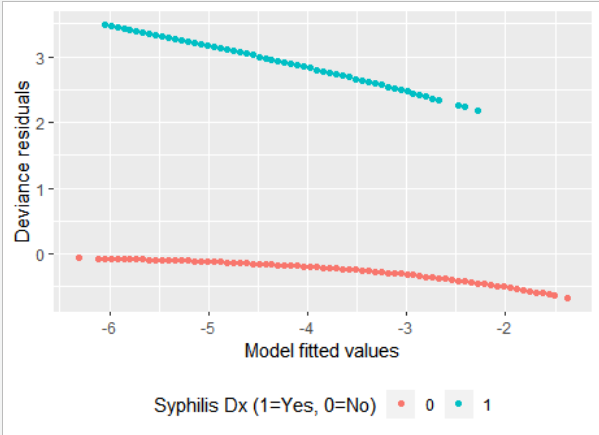 Deviance residuals
3
2
1
0
-6 -5 -4 -3 -2
Model fitted values
Syphilis Dx (1=Yes, 0=No) 0 1